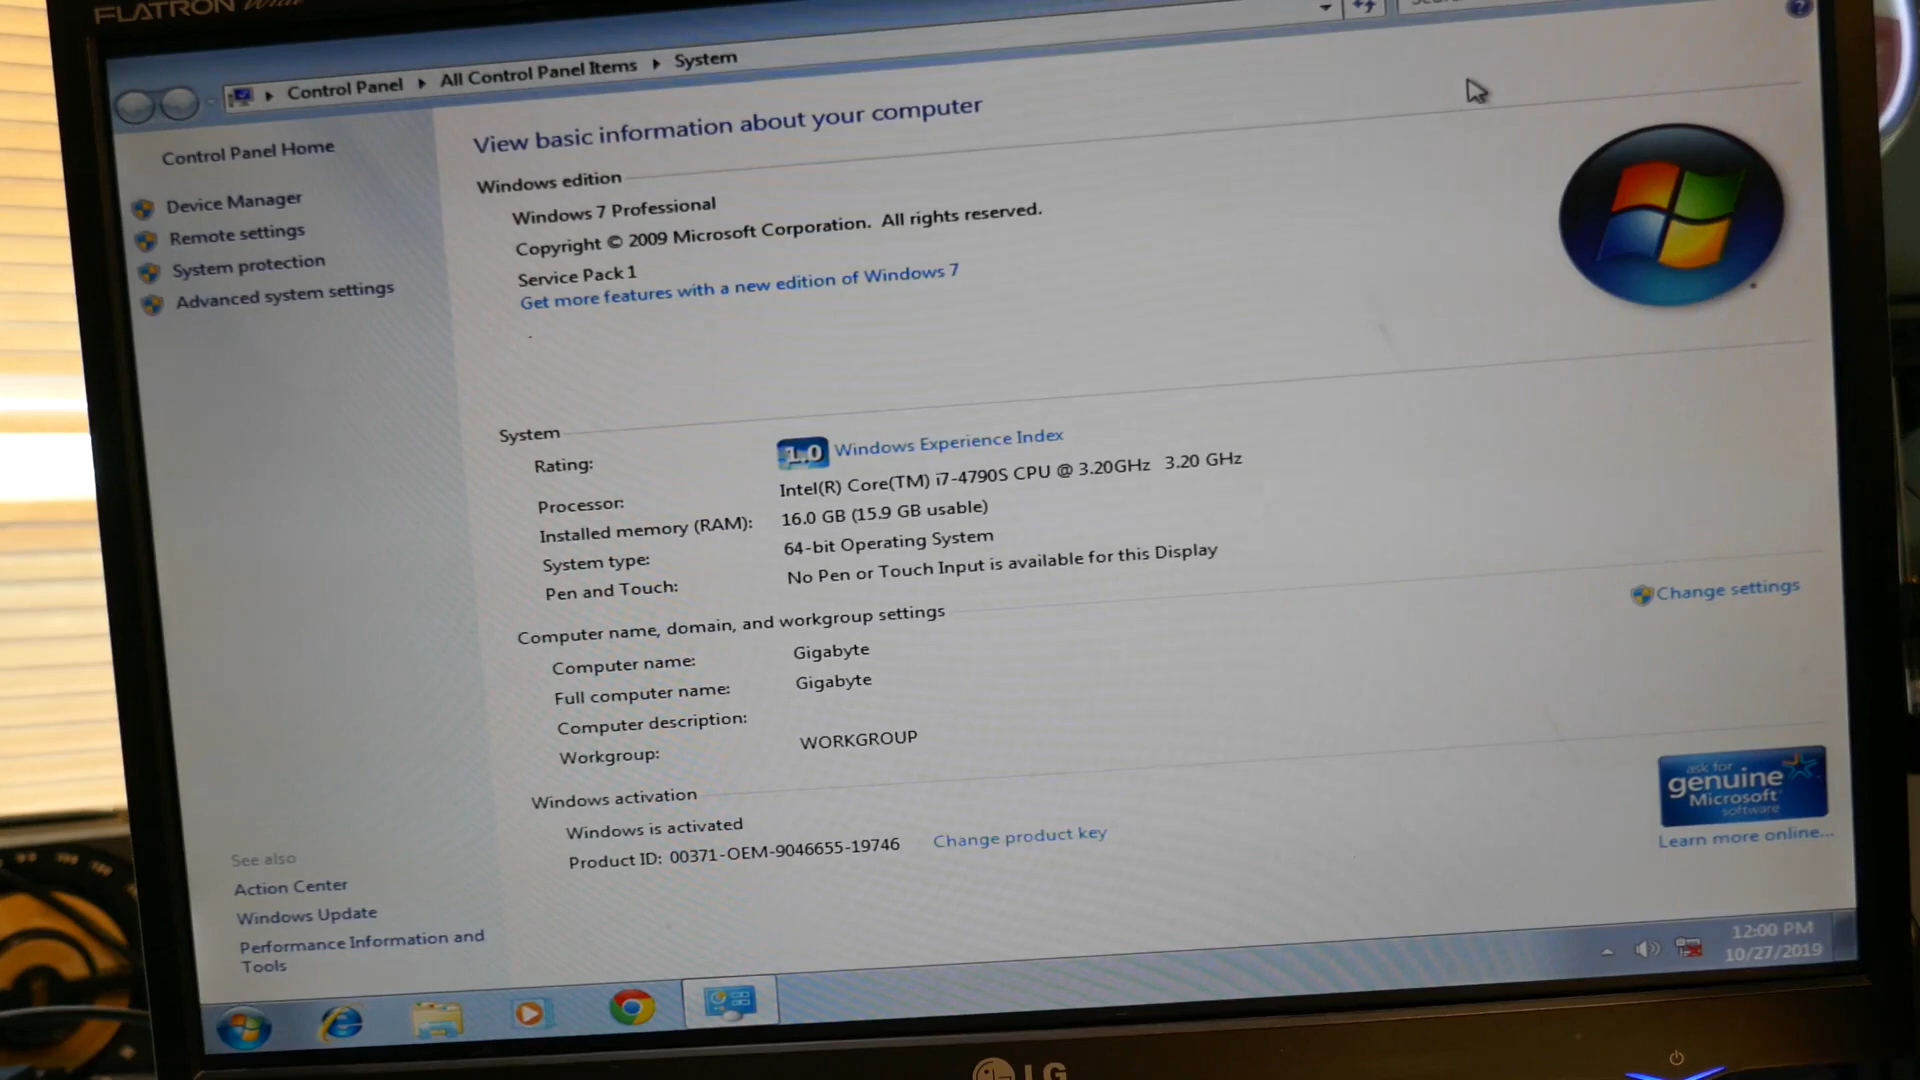 FLATRON
Control Panel ▸ All Control Panel Items ▸ System
Control Panel Home
Device Manager
Remote settings
System protection
Advanced system settings
See also
Action Center
Windows Update
Performance Information and
Tools
View basic information about your computer
Windows edition
Windows 7 Professional
Copyright © 2009 Microsoft Corporation. All rights reserved.
Service Pack 1
Get more features with a new edition of Windows 7
System
Rating: 1.0 Windows Experience Index
Processor: Intel(R) Core(TM) i7-4790S CPU @ 3.20GHz 3.20 GHz
Installed memory (RAM): 16.0 GB (15.9 GB usable)
System type: 64-bit Operating System
Pen and Touch: No Pen or Touch Input is available for this Display
Computer name, domain, and workgroup settings
Computer name: Gigabyte
Change settings
Full computer name: Gigabyte
Computer description:
Workgroup: WORKGROUP
Windows activation
Windows is activated
Product ID: 00371-OEM-9046655-19746 Change product key
ask for
genuine
Microsoft
software
Learn more online...
12:00 PM
10/27/2019
LG